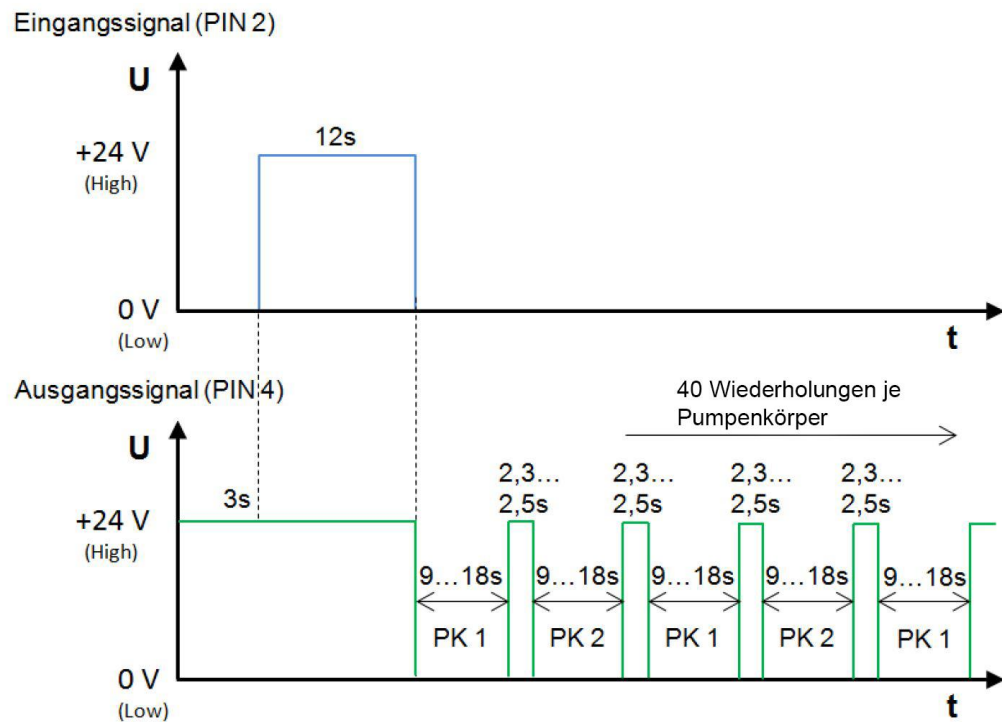 Eingangssignal (PIN 2)
U
12s
+24 V
(High)
0 V
(Low)
t
Ausgangssignal (PIN 4)
40 Wiederholungen je
Pumpenkörper
U
2,3... 2,3... 2,3... 2,3...
2,5s 2,5s 2,5s 2,5s
3s
+24 V
(High)
9...18s 9...18s 9...18s 9...18s 9...18s
PK 1 PK 2 PK 1 PK 2 PK 1
0 V
(Low)
t